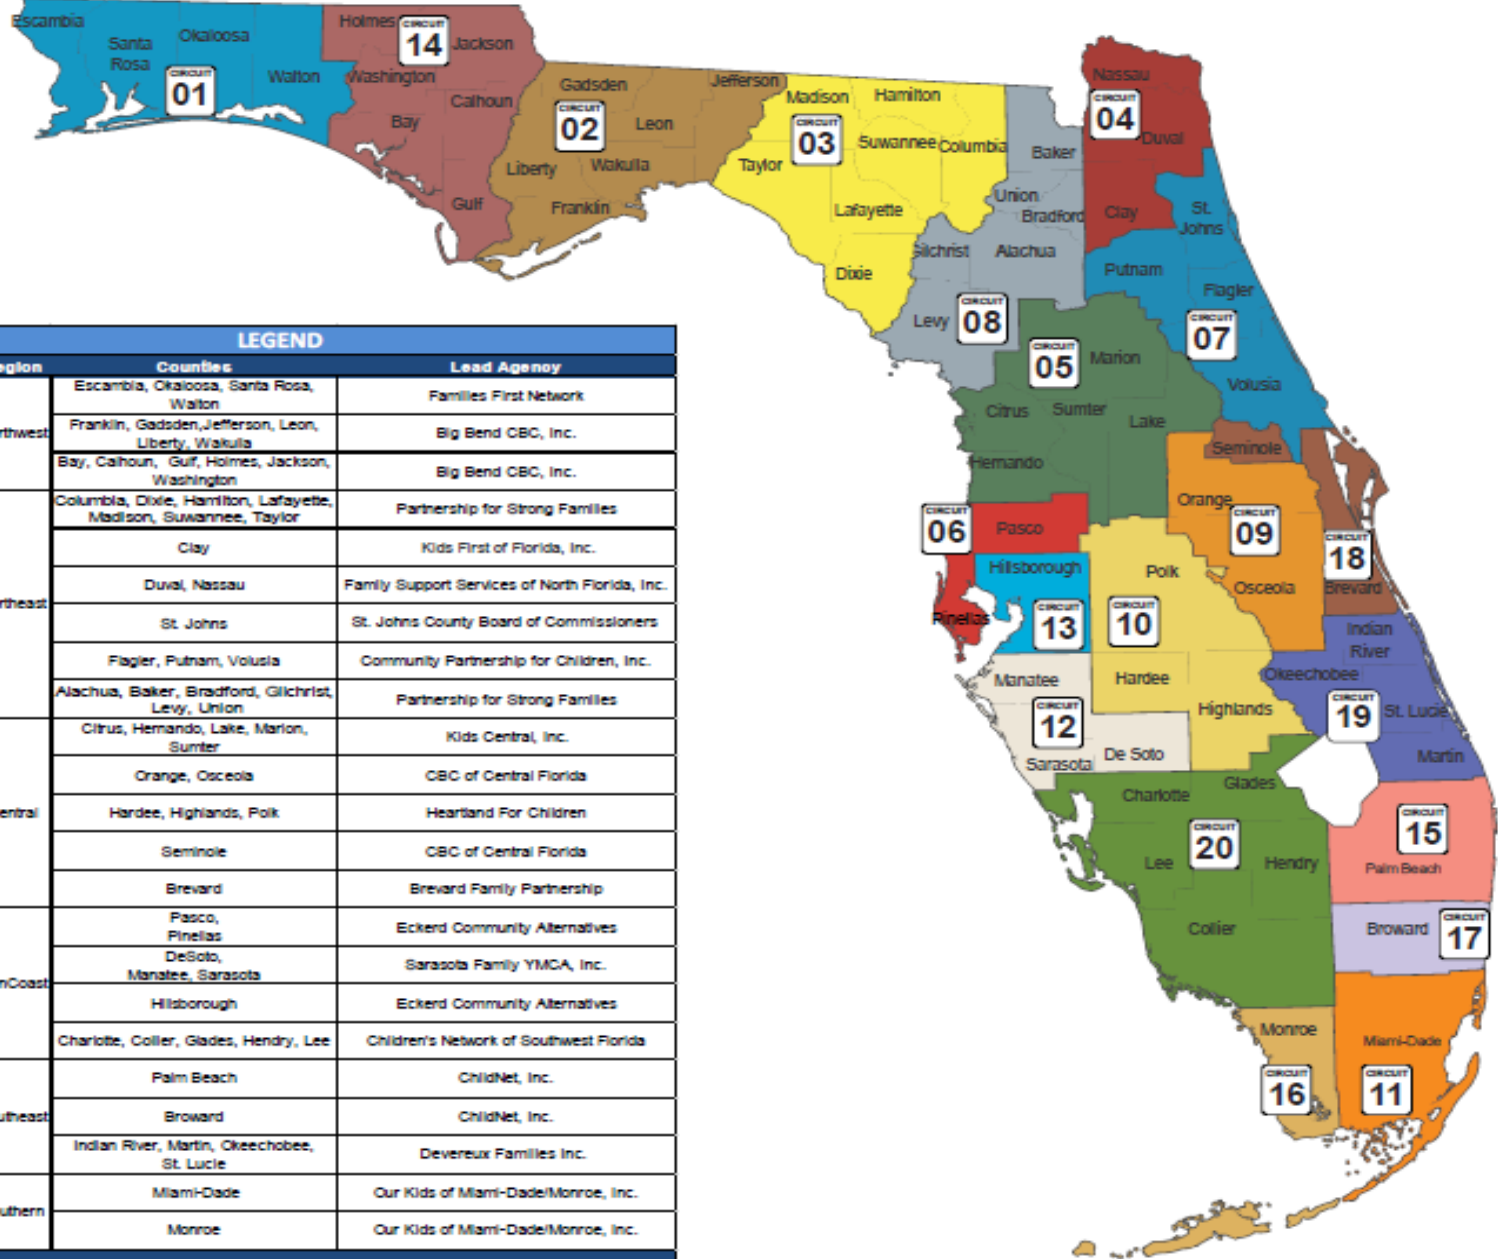 Escambia
Santa
Rosa
Okaloosa
Walton
CIRCUIT
01
Holmes
CIRCUIT
14
Jackson
Washington
Calhoun
Bay
Gulf
Gadsden
Jefferson
CIRCUIT
02
Leon
Liberty
Wakulla
Franklin
Madison
Hamilton
CIRCUIT
03
Suwannee
Columbia
Taylor
Lafayette
Dixie
Nassau
CIRCUIT
04
Duval
Clay
Baker
Union
Bradford
Gilchrist
Alachua
Levy
CIRCUIT
08
St.
Johns
Putnam
Flagler
CIRCUIT
07
Volusia
CIRCUIT
05
Marion
Citrus
Sumter
Lake
Hernando
Seminole
Orange
CIRCUIT
09
Osceola
CIRCUIT
18
Brevard
CIRCUIT
06
Pasco
Pinellas
Hillsborough
CIRCUIT
13
Polk
CIRCUIT
10
Hardee
Highlands
Manatee
CIRCUIT
12
Sarasota
De Soto
Indian
River
Okeechobee
CIRCUIT
19
St. Lucie
Martin
Charlotte
Glades
Lee
CIRCUIT
20
Hendry
Collier
CIRCUIT
15
Palm Beach
Broward
CIRCUIT
17
Monroe
CIRCUIT
16
Miami-Dade
CIRCUIT
11
LEGEND
egion Counties Lead Agency
rthwest
Escambia, Okaloosa, Santa Rosa,
Walton
Families First Network
Franklin, Gadsden,Jefferson, Leon,
Liberty, Wakulla
Big Bend CBC, Inc.
Bay, Calhoun, Gulf, Holmes, Jackson,
Washington
Big Bend CBC, Inc.
rtheast
Columbia, Dixie, Hamilton, Lafayette,
Madison, Suwannee, Taylor
Partnership for Strong Families
Clay Kids First of Florida, Inc.
Duval, Nassau Family Support Services of North Florida, Inc.
St. Johns St. Johns County Board of Commissioners
Flagler, Putnam, Volusia Community Partnership for Children, Inc.
Alachua, Baker, Bradford, Gilchrist,
Levy, Union
Partnership for Strong Families
entral
Citrus, Hernando, Lake, Marion,
Sumter
Kids Central, Inc.
Orange, Osceola CBC of Central Florida
Hardee, Highlands, Polk Heartland For Children
Seminole CBC of Central Florida
Brevard Brevard Family Partnership
nCoast
Pasco,
Pinellas
Eckerd Community Alternatives
DeSoto,
Manatee, Sarasota
Sarasota Family YMCA, Inc.
Hillsborough Eckerd Community Alternatives
Charlotte, Collier, Glades, Hendry, Lee Children's Network of Southwest Florida
utheast
Palm Beach ChildNet, Inc.
Broward ChildNet, Inc.
Indian River, Martin, Okeechobee,
St. Lucie
Devereux Families Inc.
uthern
Miami-Dade Our Kids of Miami-Dade/Monroe, Inc.
Monroe Our Kids of Miami-Dade/Monroe, Inc.